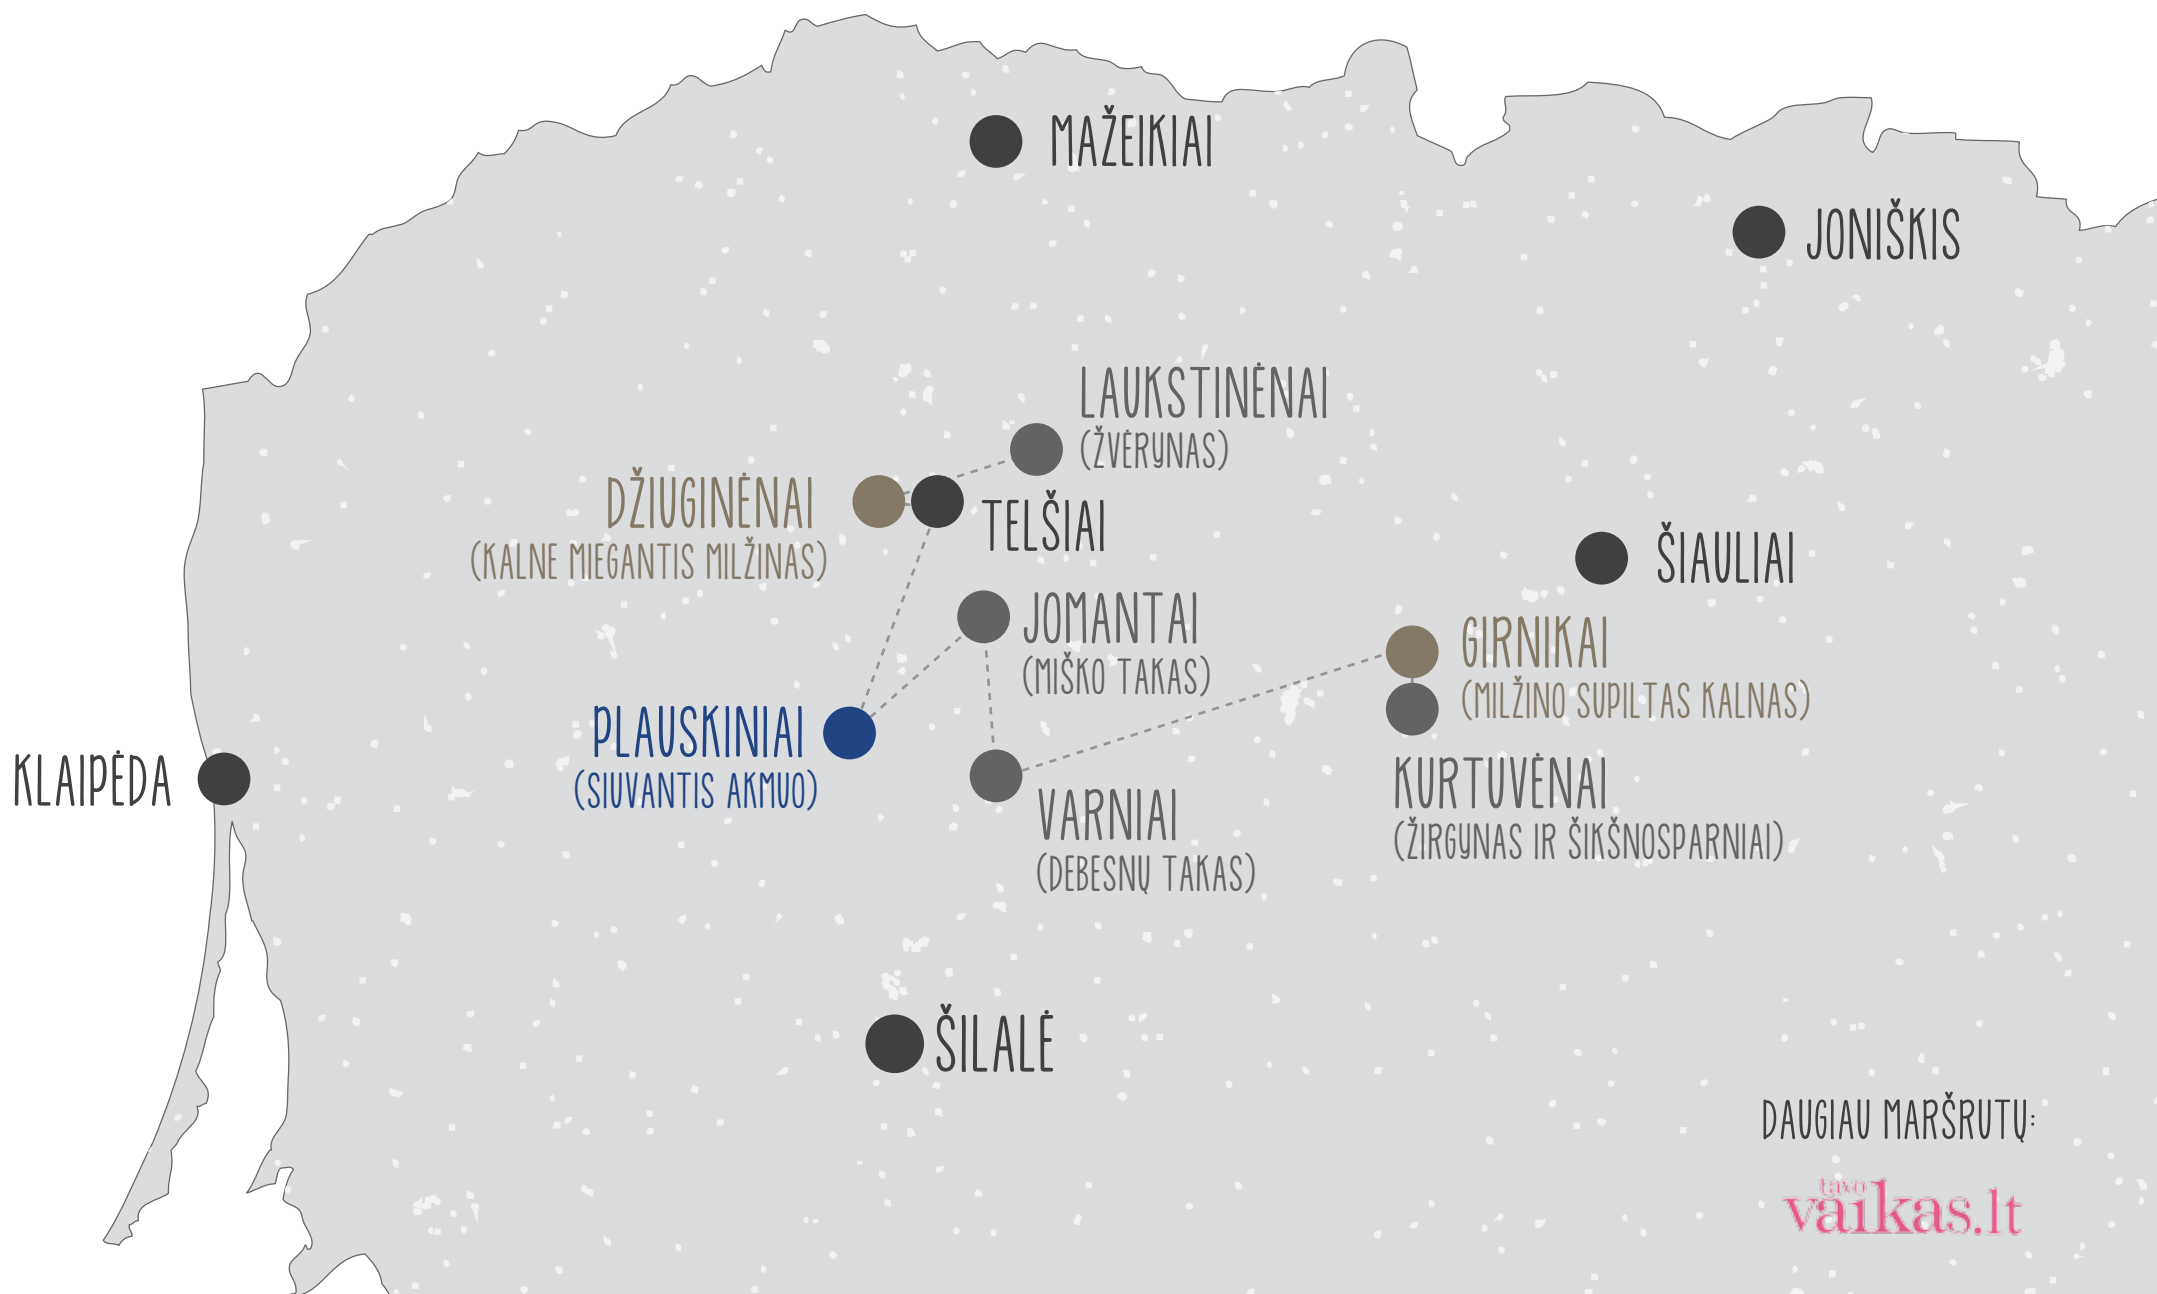 MAŽEIKIAI
JONIŠKIS
LAUKSTINĖNAI
(ŽVĖRYNAS)
DŽIUGINĖNAI
(KALNE MIEGANTIS MILŽINAS)
TELŠIAI
ŠIAULIAI
JOMANTAI
(MIŠKO TAKAS)
GIRNIKAI
(MILŽINO SUPILTAS KALNAS)
PLAUSKINIAI
(SIUVANTIS AKMUO)
KLAIPĖDA
KURTUVĖNAI
(ŽIRGYNAS IR ŠIKŠNOSPARNIAI)
VARNIAI
(DEBESNŲ TAKAS)
ŠILALĖ
DAUGIAU MARŠRUTŲ:
tavo
vaikas.lt